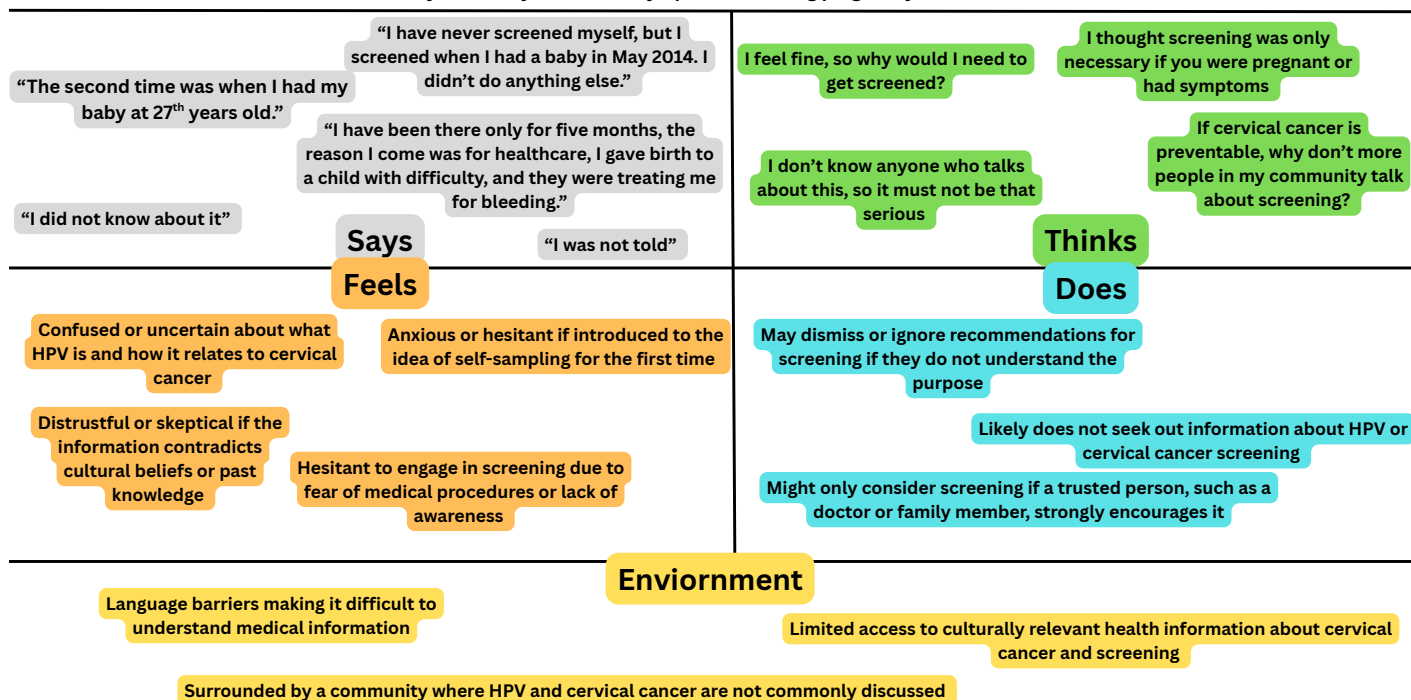 “I have never screened myself, but I
screened when I had a baby in May 2014. I
didn’t do anything else.”
“The second time was when I had my
baby at 27th years old.”
“I have been there only for five months, the
reason I come was for healthcare, I gave birth to
a child with difficulty, and they were treating me
for bleeding.”
“I did not know about it”
“I was not told”
Says
I feel fine, so why would I need to
get screened?
I thought screening was only
necessary if you were pregnant or
had symptoms
I don’t know anyone who talks
about this, so it must not be that
serious
If cervical cancer is
preventable, why don’t more
people in my community talk
about screening?
Thinks
Feels
Confused or uncertain about what
HPV is and how it relates to cervical
cancer
Anxious or hesitant if introduced to the
idea of self-sampling for the first time
Distrustful or skeptical if the
information contradicts
cultural beliefs or past
knowledge
Hesitant to engage in screening due to
fear of medical procedures or lack of
awareness
Does
May dismiss or ignore recommendations for
screening if they do not understand the
purpose
Likely does not seek out information about HPV or
cervical cancer screening
Might only consider screening if a trusted person, such as a
doctor or family member, strongly encourages it
Enviornment
Language barriers making it difficult to
understand medical information
Limited access to culturally relevant health information about cervical
cancer and screening
Surrounded by a community where HPV and cervical cancer are not commonly discussed